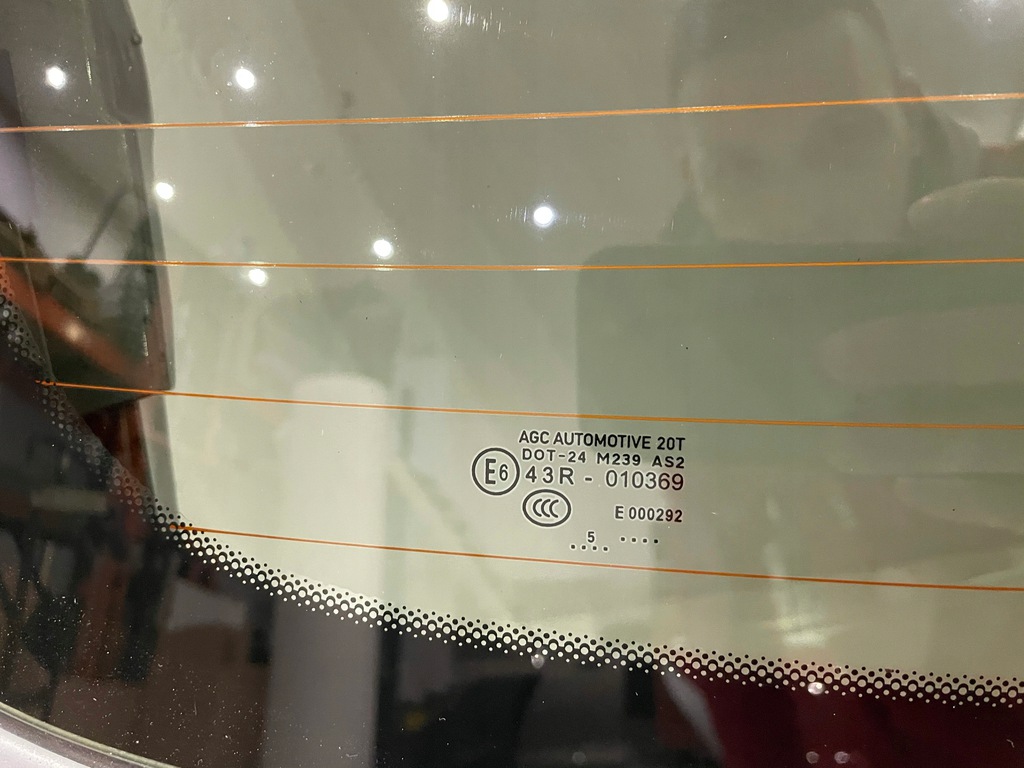 AGC AUTOMOTIVE 20T
DOT-24 M239 AS2
E6 43R - 010369
CCC E 000292
5
.... ....